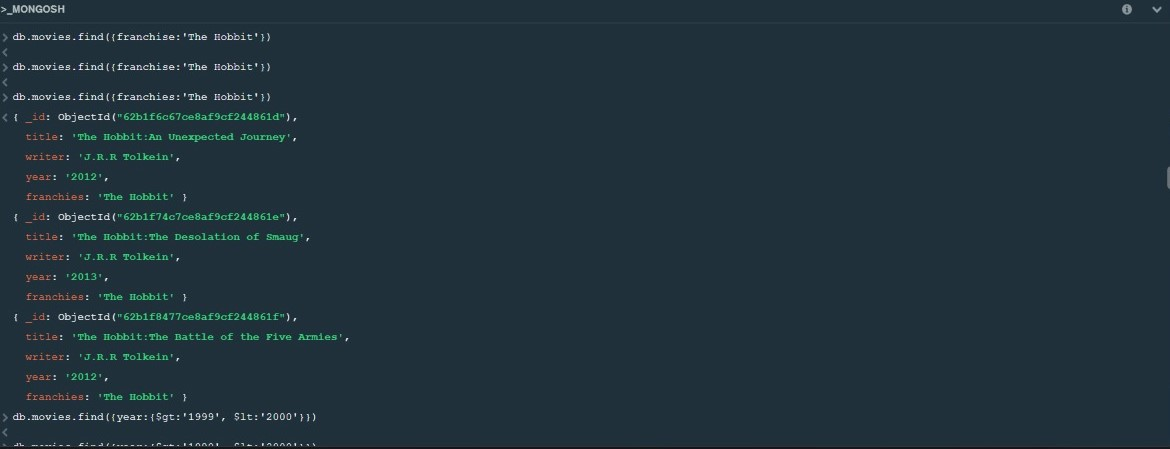 >_MONGOSH
> db.movies.find({franchise:'The Hobbit'})
<
> db.movies.find({franchise:'The Hobbit'})
<
> db.movies.find({franchies:'The Hobbit'})
< { _id: ObjectId("62b1f6c67ce8af9cf244861d"),
title: 'The Hobbit:An Unexpected Journey',
writer: 'J.R.R Tolkein',
year: '2012',
franchies: 'The Hobbit' }
{ _id: ObjectId("62b1f74c7ce8af9cf244861e"),
title: 'The Hobbit:The Desolation of Smaug',
writer: 'J.R.R Tolkein',
year: '2013',
franchies: 'The Hobbit' }
{ _id: ObjectId("62b1f8477ce8af9cf244861f"),
title: 'The Hobbit:The Battle of the Five Armies',
writer: 'J.R.R Tolkein',
year: '2012',
franchies: 'The Hobbit' }
> db.movies.find({year:{$gt:'1999', $lt:'2000'}})
<